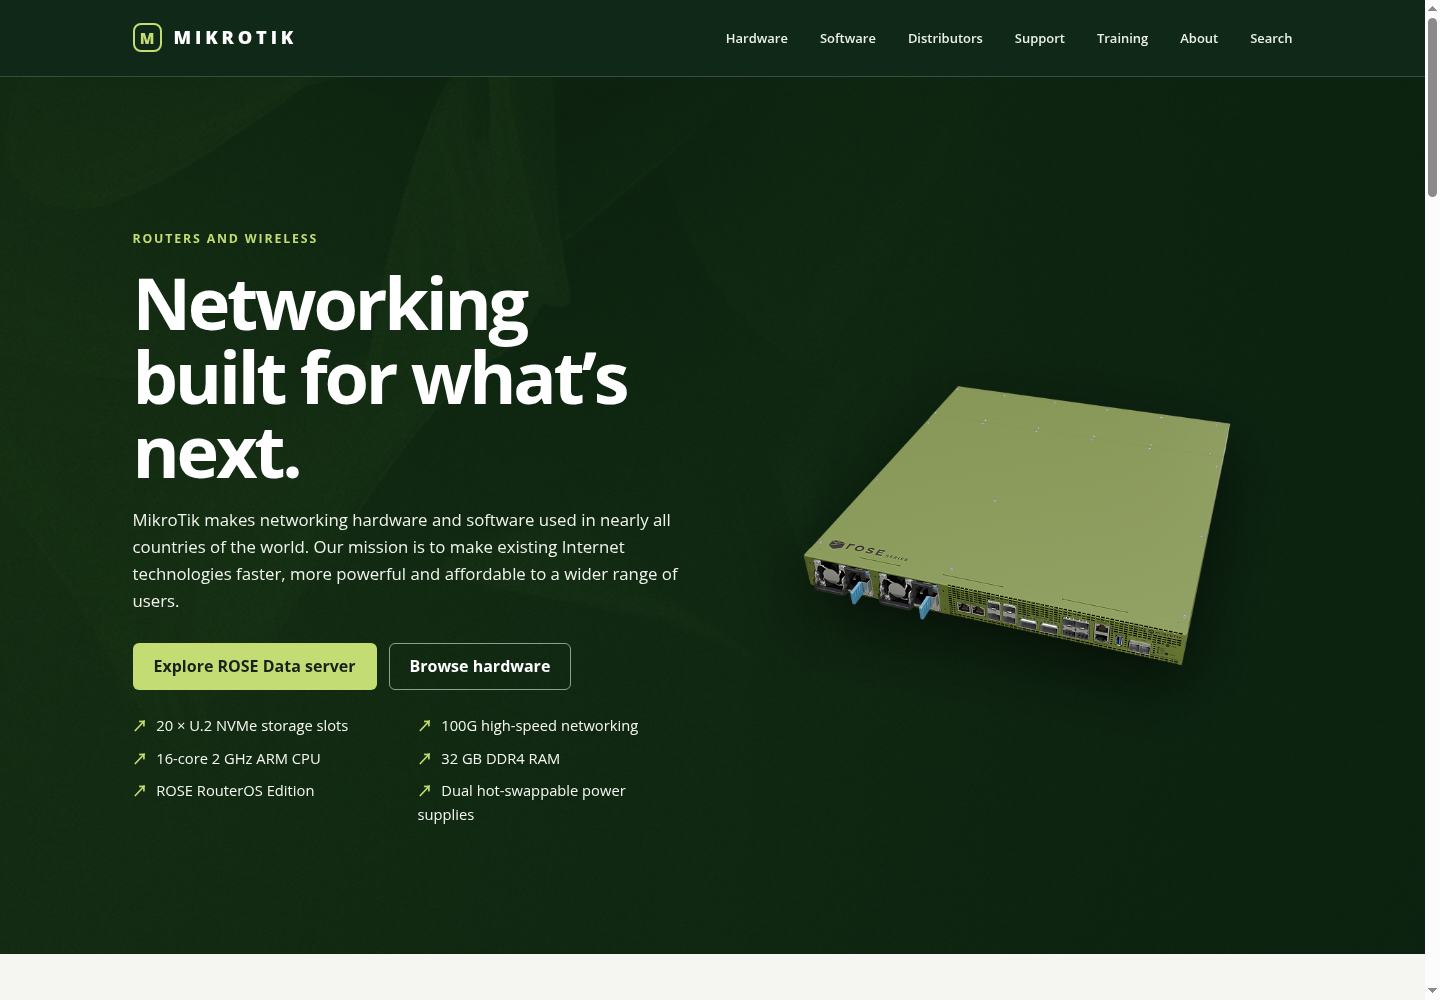 M MIKROTIK
Hardware Software Distributors Support Training About Search
ROUTERS AND WIRELESS
Networking
built for what’s
next.
MikroTik makes networking hardware and software used in nearly all
countries of the world. Our mission is to make existing Internet
technologies faster, more powerful and affordable to a wider range of
users.
Explore ROSE Data server Browse hardware
↗ 20 × U.2 NVMe storage slots
↗ 100G high-speed networking
↗ 16-core 2 GHz ARM CPU
↗ 32 GB DDR4 RAM
↗ ROSE RouterOS Edition
↗ Dual hot-swappable power
supplies
rose SERIES